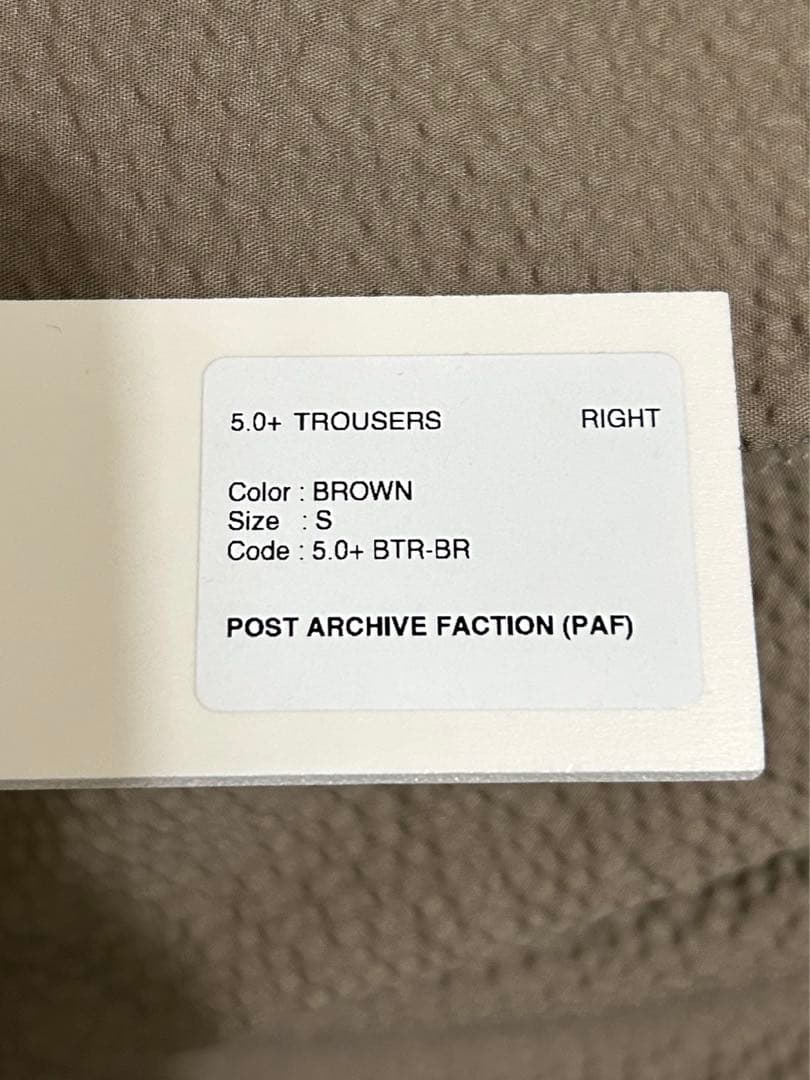 5.0+ TROUSERS RIGHT
Color : BROWN
Size : S
Code : 5.0+ BTR-BR
POST ARCHIVE FACTION (PAF)